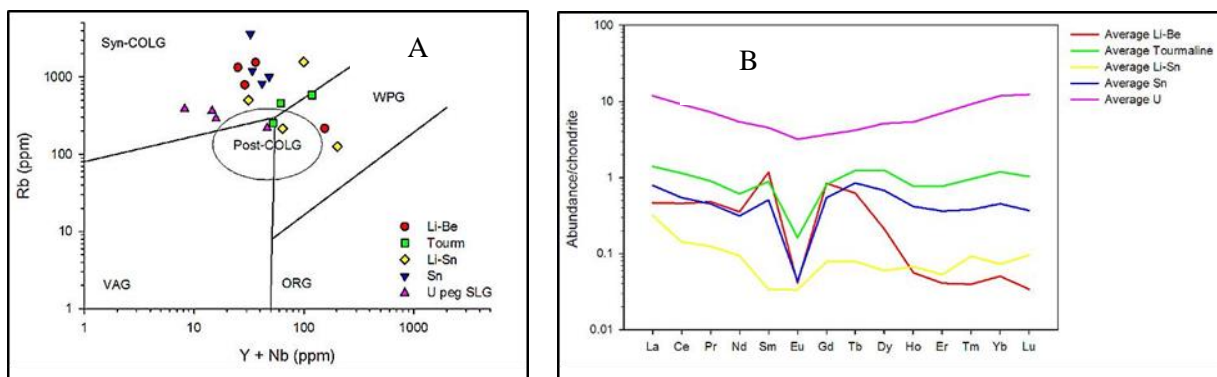 A
Syn-COLG
WPG
Post-COLG
VAG
ORG
Li-Be
Tourm
Li-Sn
Sn
U peg SLG
Rb (ppm)
1000
100
10
1
1 10 100 1000
Y + Nb (ppm)
B
Average Li-Be
Average Tourmaline
Average Li-Sn
Average Sn
Average U
Abundance/chondrite
100
10
1
0.1
0.01
La Ce Pr Nd Sm Eu Gd Tb Dy Ho Er Tm Yb Lu